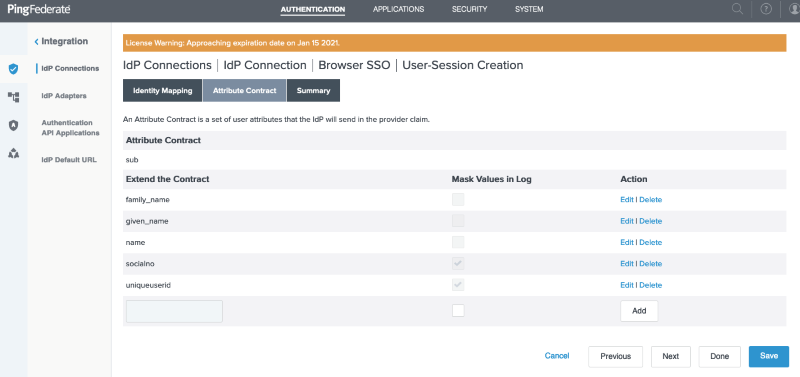 PingFederate
AUTHENTICATION APPLICATIONS SECURITY SYSTEM
Integration
IdP Connections
IdP Adapters
Authentication
API Applications
IdP Default URL
License Warning: Approaching expiration date on Jan 15 2021.
IdP Connections | IdP Connection | Browser SSO | User-Session Creation
Identity Mapping Attribute Contract Summary
An Attribute Contract is a set of user attributes that the IdP will send in the provider claim.
Attribute Contract
sub
Extend the Contract Mask Values in Log Action
family_name Edit | Delete
given_name Edit | Delete
name Edit | Delete
socialno Edit | Delete
uniqueuserid Edit | Delete
Add
Cancel Previous Next Done Save